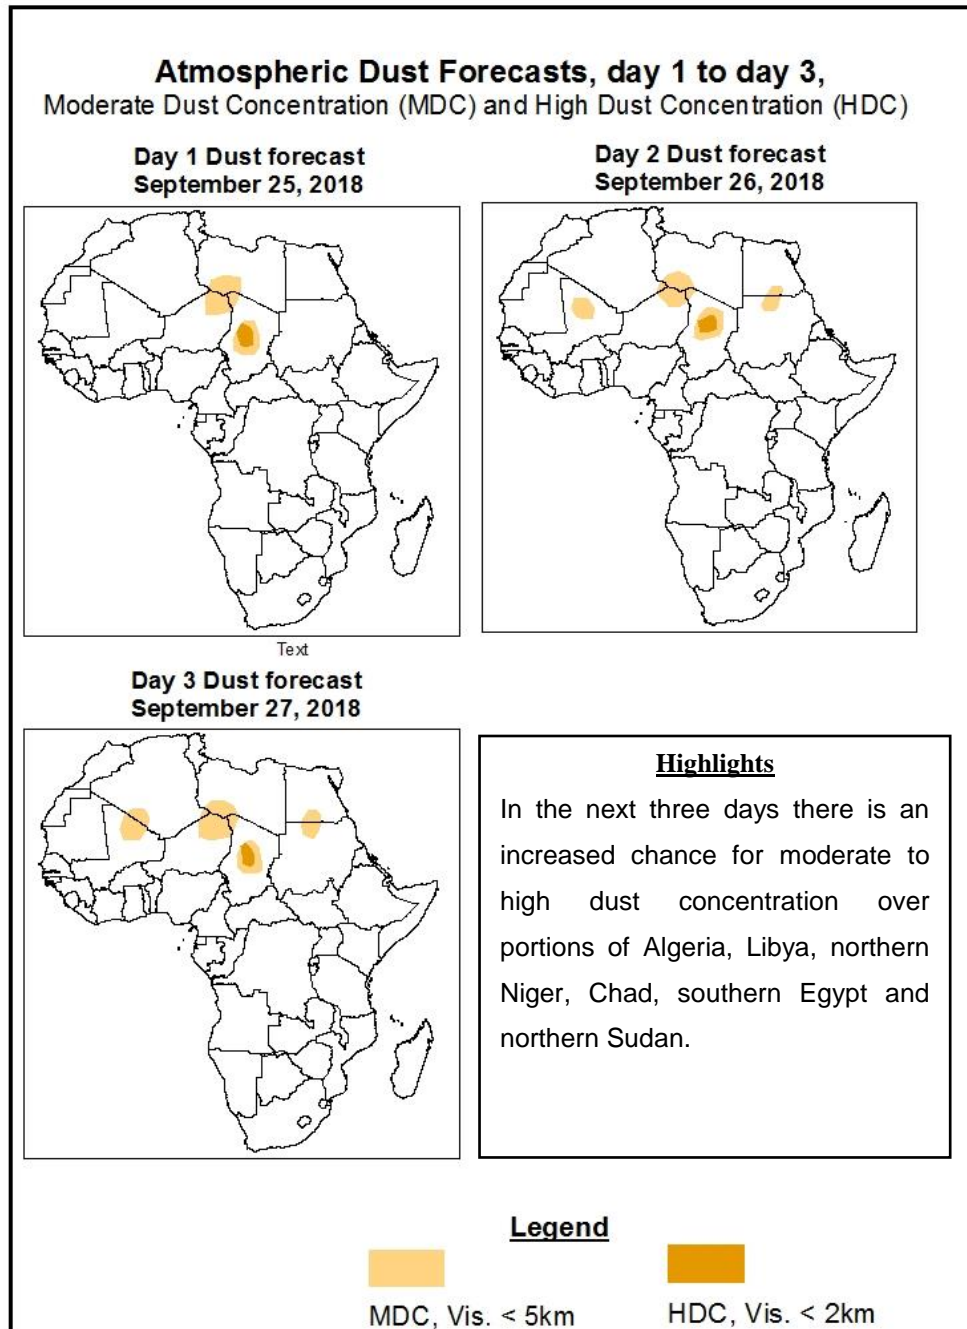 Atmospheric Dust Forecasts, day 1 to day 3,
Moderate Dust Concentration (MDC) and High Dust Concentration (HDC)
Day 1 Dust forecast
September 25, 2018
Day 2 Dust forecast
September 26, 2018
Text
Day 3 Dust forecast
September 27, 2018
Highlights
In the next three days there is an
increased chance for moderate to
high dust concentration over
portions of Algeria, Libya, northern
Niger, Chad, southern Egypt and
northern Sudan.
Legend
MDC, Vis. < 5km
HDC, Vis. < 2km